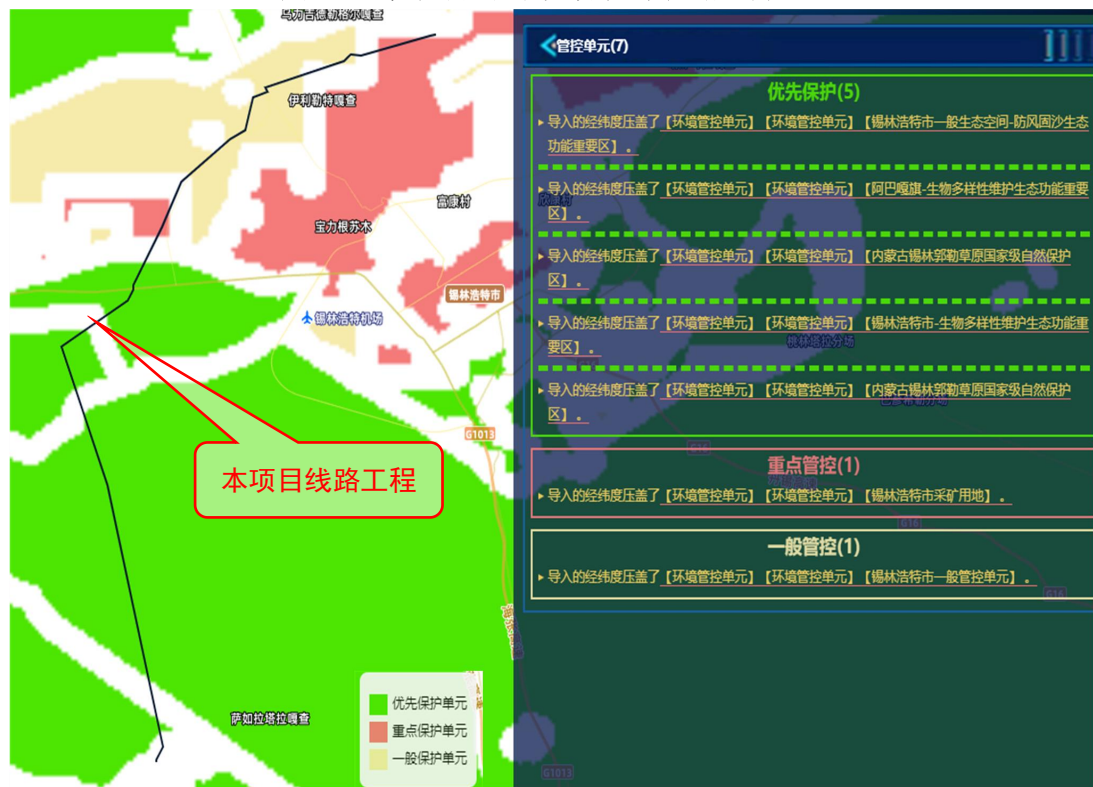 乌力吉德勒格尔嘎查
伊利勒特嘎查
富康村
宝力根苏木
锡林浩特市
锡林浩特机场
G1013
本项目线路工程
萨如拉塔拉嘎查
优先保护单元
重点保护单元
一般保护单元
管控单元(7)
优先保护(5)
▸ 导入的经纬度压盖了【环境管控单元】【环境管控单元】【锡林浩特市一般生态空间-防风固沙生态
功能重要区】。
▸ 导入的经纬度压盖了【环境管控单元】【环境管控单元】【阿巴嘎旗-生物多样性维护生态功能重要
区】。
▸ 导入的经纬度压盖了【环境管控单元】【环境管控单元】【内蒙古锡林郭勒草原国家级自然保护
区】。
▸ 导入的经纬度压盖了【环境管控单元】【环境管控单元】【锡林浩特市-生物多样性维护生态功能重
要区】。
桃林塔拉分场
▸ 导入的经纬度压盖了【环境管控单元】【环境管控单元】【内蒙古锡林郭勒草原国家级自然保护
区】。
G16
重点管控(1)
▸ 导入的经纬度压盖了【环境管控单元】【环境管控单元】【锡林浩特市采矿用地】。
G16
一般管控(1)
▸ 导入的经纬度压盖了【环境管控单元】【环境管控单元】【锡林浩特市一般管控单元】。
G16
G1013